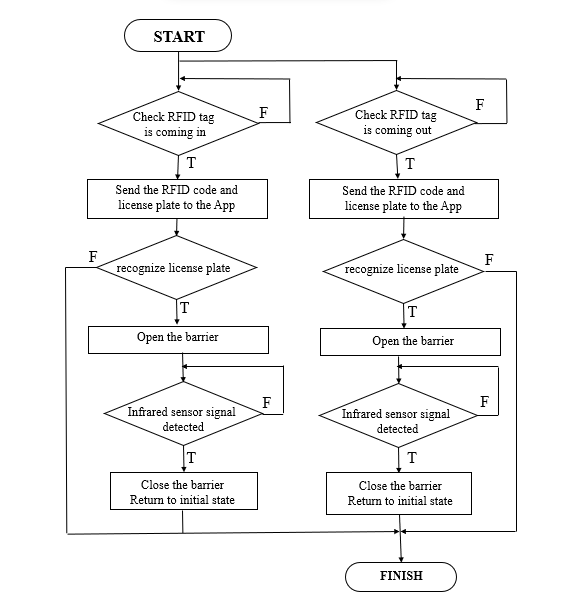 START
Check RFID tag
is coming in
F
T
Send the RFID code and
license plate to the App
F
recognize license plate
T
Open the barrier
Infrared sensor signal
detected
F
T
Close the barrier
Return to initial state
Check RFID tag
is coming out
F
T
Send the RFID code and
license plate to the App
recognize license plate
F
T
Open the barrier
Infrared sensor signal
detected
F
T
Close the barrier
Return to initial state
FINISH